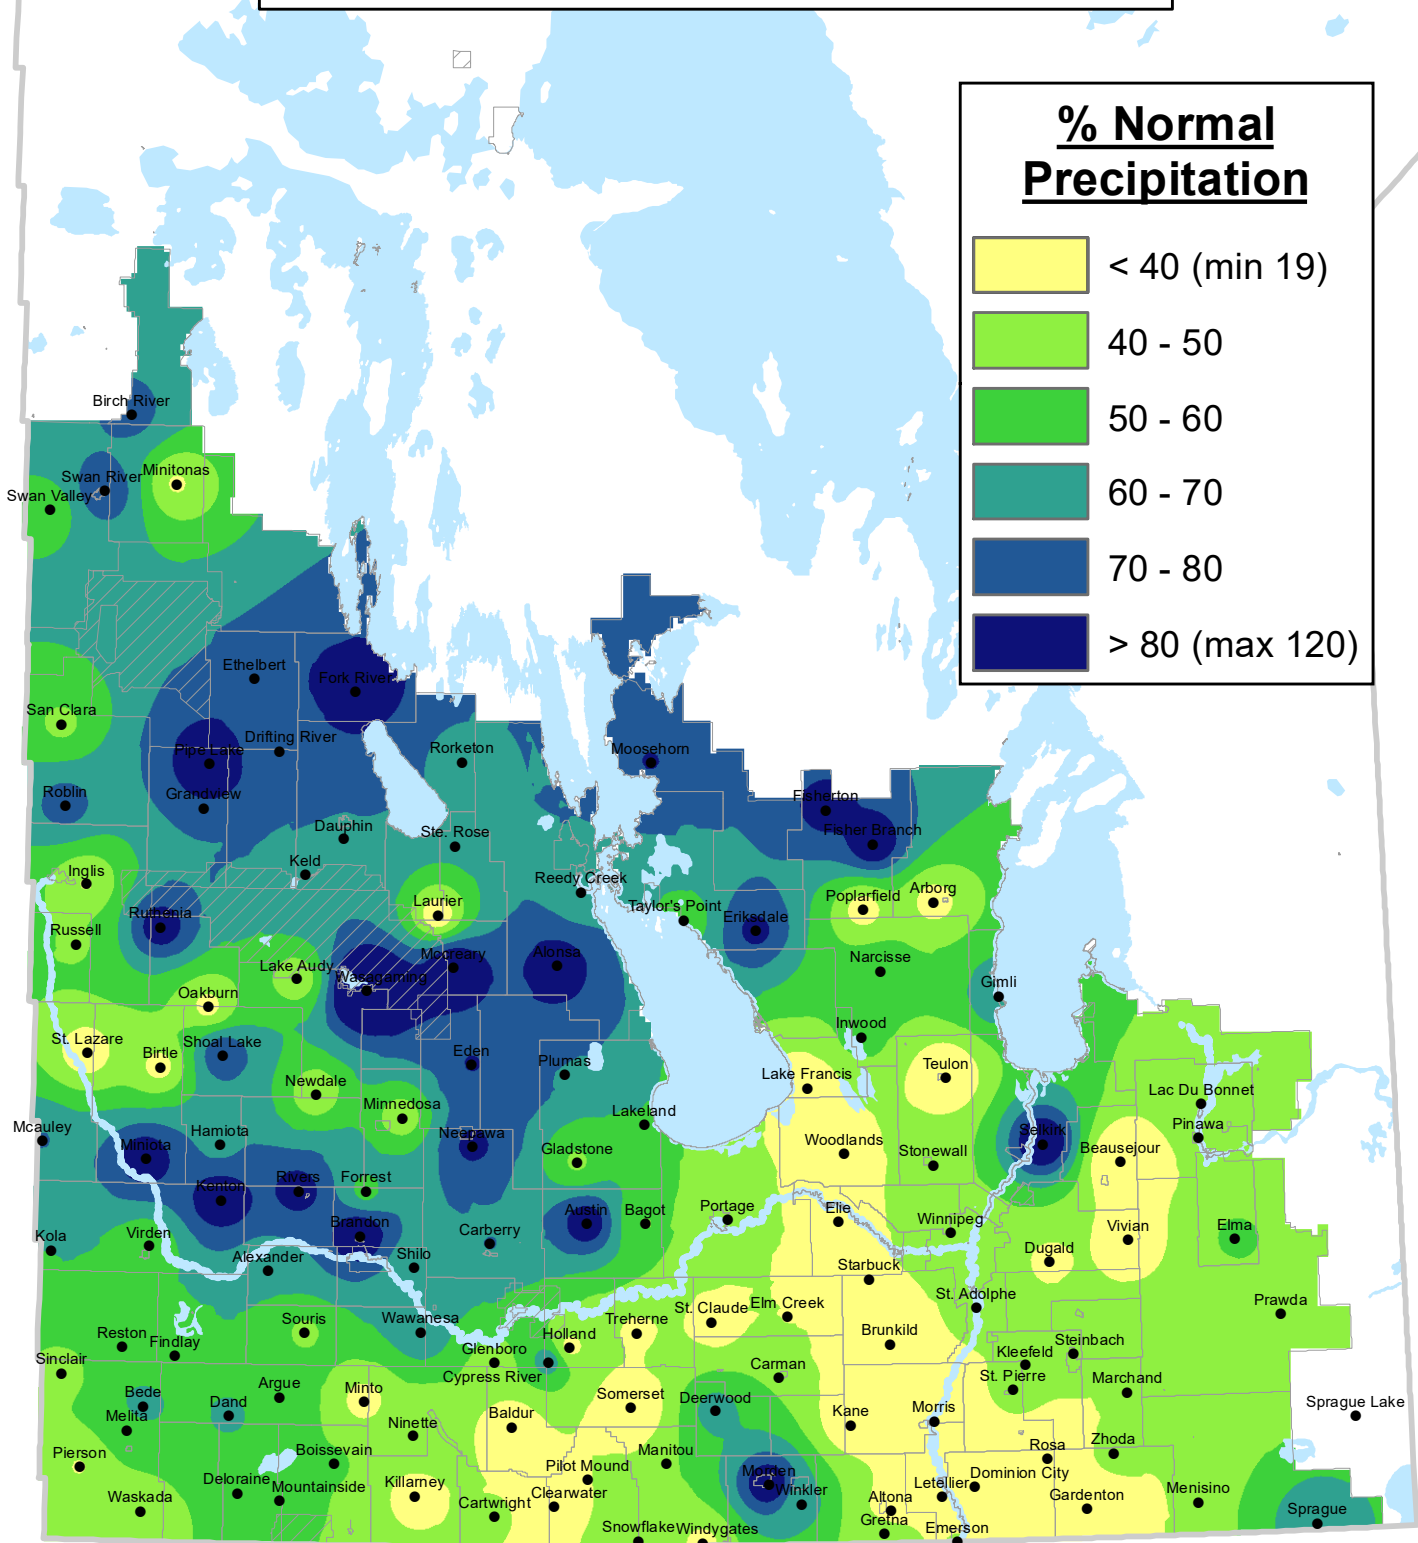 % Normal
Precipitation
< 40 (min 19)
40 - 50
50 - 60
60 - 70
70 - 80
> 80 (max 120)
Birch River
Swan River
Minitonas
Swan Valley
Ethelbert
Fork River
San Clara
Drifting River
Pipe Lake
Rorketon
Moosehorn
Roblin
Grandview
Fisherton
Dauphin
Ste. Rose
Fisher Branch
Keld
Inglis
Reedy Creek
Laurier
Taylor's Point
Poplarfield
Arborg
Ruthenia
Eriksdale
Russell
Mccreary
Alonsa
Narcisse
Lake Audy
Wasagaming
Gimli
Oakburn
Inwood
St. Lazare
Birtle
Shoal Lake
Eden
Plumas
Teulon
Lake Francis
Newdale
Lac Du Bonnet
Minnedosa
Lakeland
Mcauley
Hamiota
Neepawa
Pinawa
Miniota
Gladstone
Woodlands
Stonewall
Selkirk
Beausejour
Kenton
Rivers
Forrest
Portage
Elie
Brandon
Austin
Bagot
Winnipeg
Vivian
Elma
Kola
Virden
Carberry
Alexander
Shilo
Dugald
Starbuck
St. Adolphe
Prawda
Souris
Wawanesa
Treherne
St. Claude
Elm Creek
Reston
Findlay
Holland
Brunkild
Steinbach
Sinclair
Glenboro
Kleefeld
Cypress River
Carman
St. Pierre
Marchand
Bede
Argue
Minto
Somerset
Deerwood
Dand
Sprague Lake
Melita
Baldur
Kane
Morris
Ninette
Pierson
Boissevain
Manitou
Rosa
Zhoda
Pilot Mound
Morden
Dominion City
Deloraine
Mountainside
Killarney
Letellier
Menisino
Waskada
Cartwright
Clearwater
Winkler
Altona
Gardenton
Sprague
Snowflake
Windygates
Gretna
Emerson